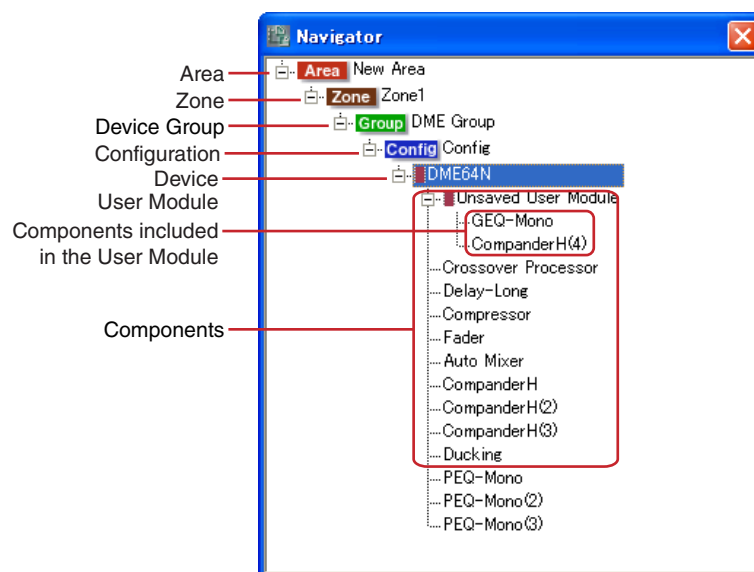 Navigator
Area
Area New Area
Zone
Zone Zone1
Device Group
Group DME Group
Configuration
Config Config
Device
DME64N
User Module
Unsaved User Module
Components included
in the User Module
GEQ-Mono
CompanderH(4)
Crossover Processor
Delay-Long
Compressor
Components
Fader
Auto Mixer
CompanderH
CompanderH(2)
CompanderH(3)
Ducking
PEQ-Mono
PEQ-Mono(2)
PEQ-Mono(3)